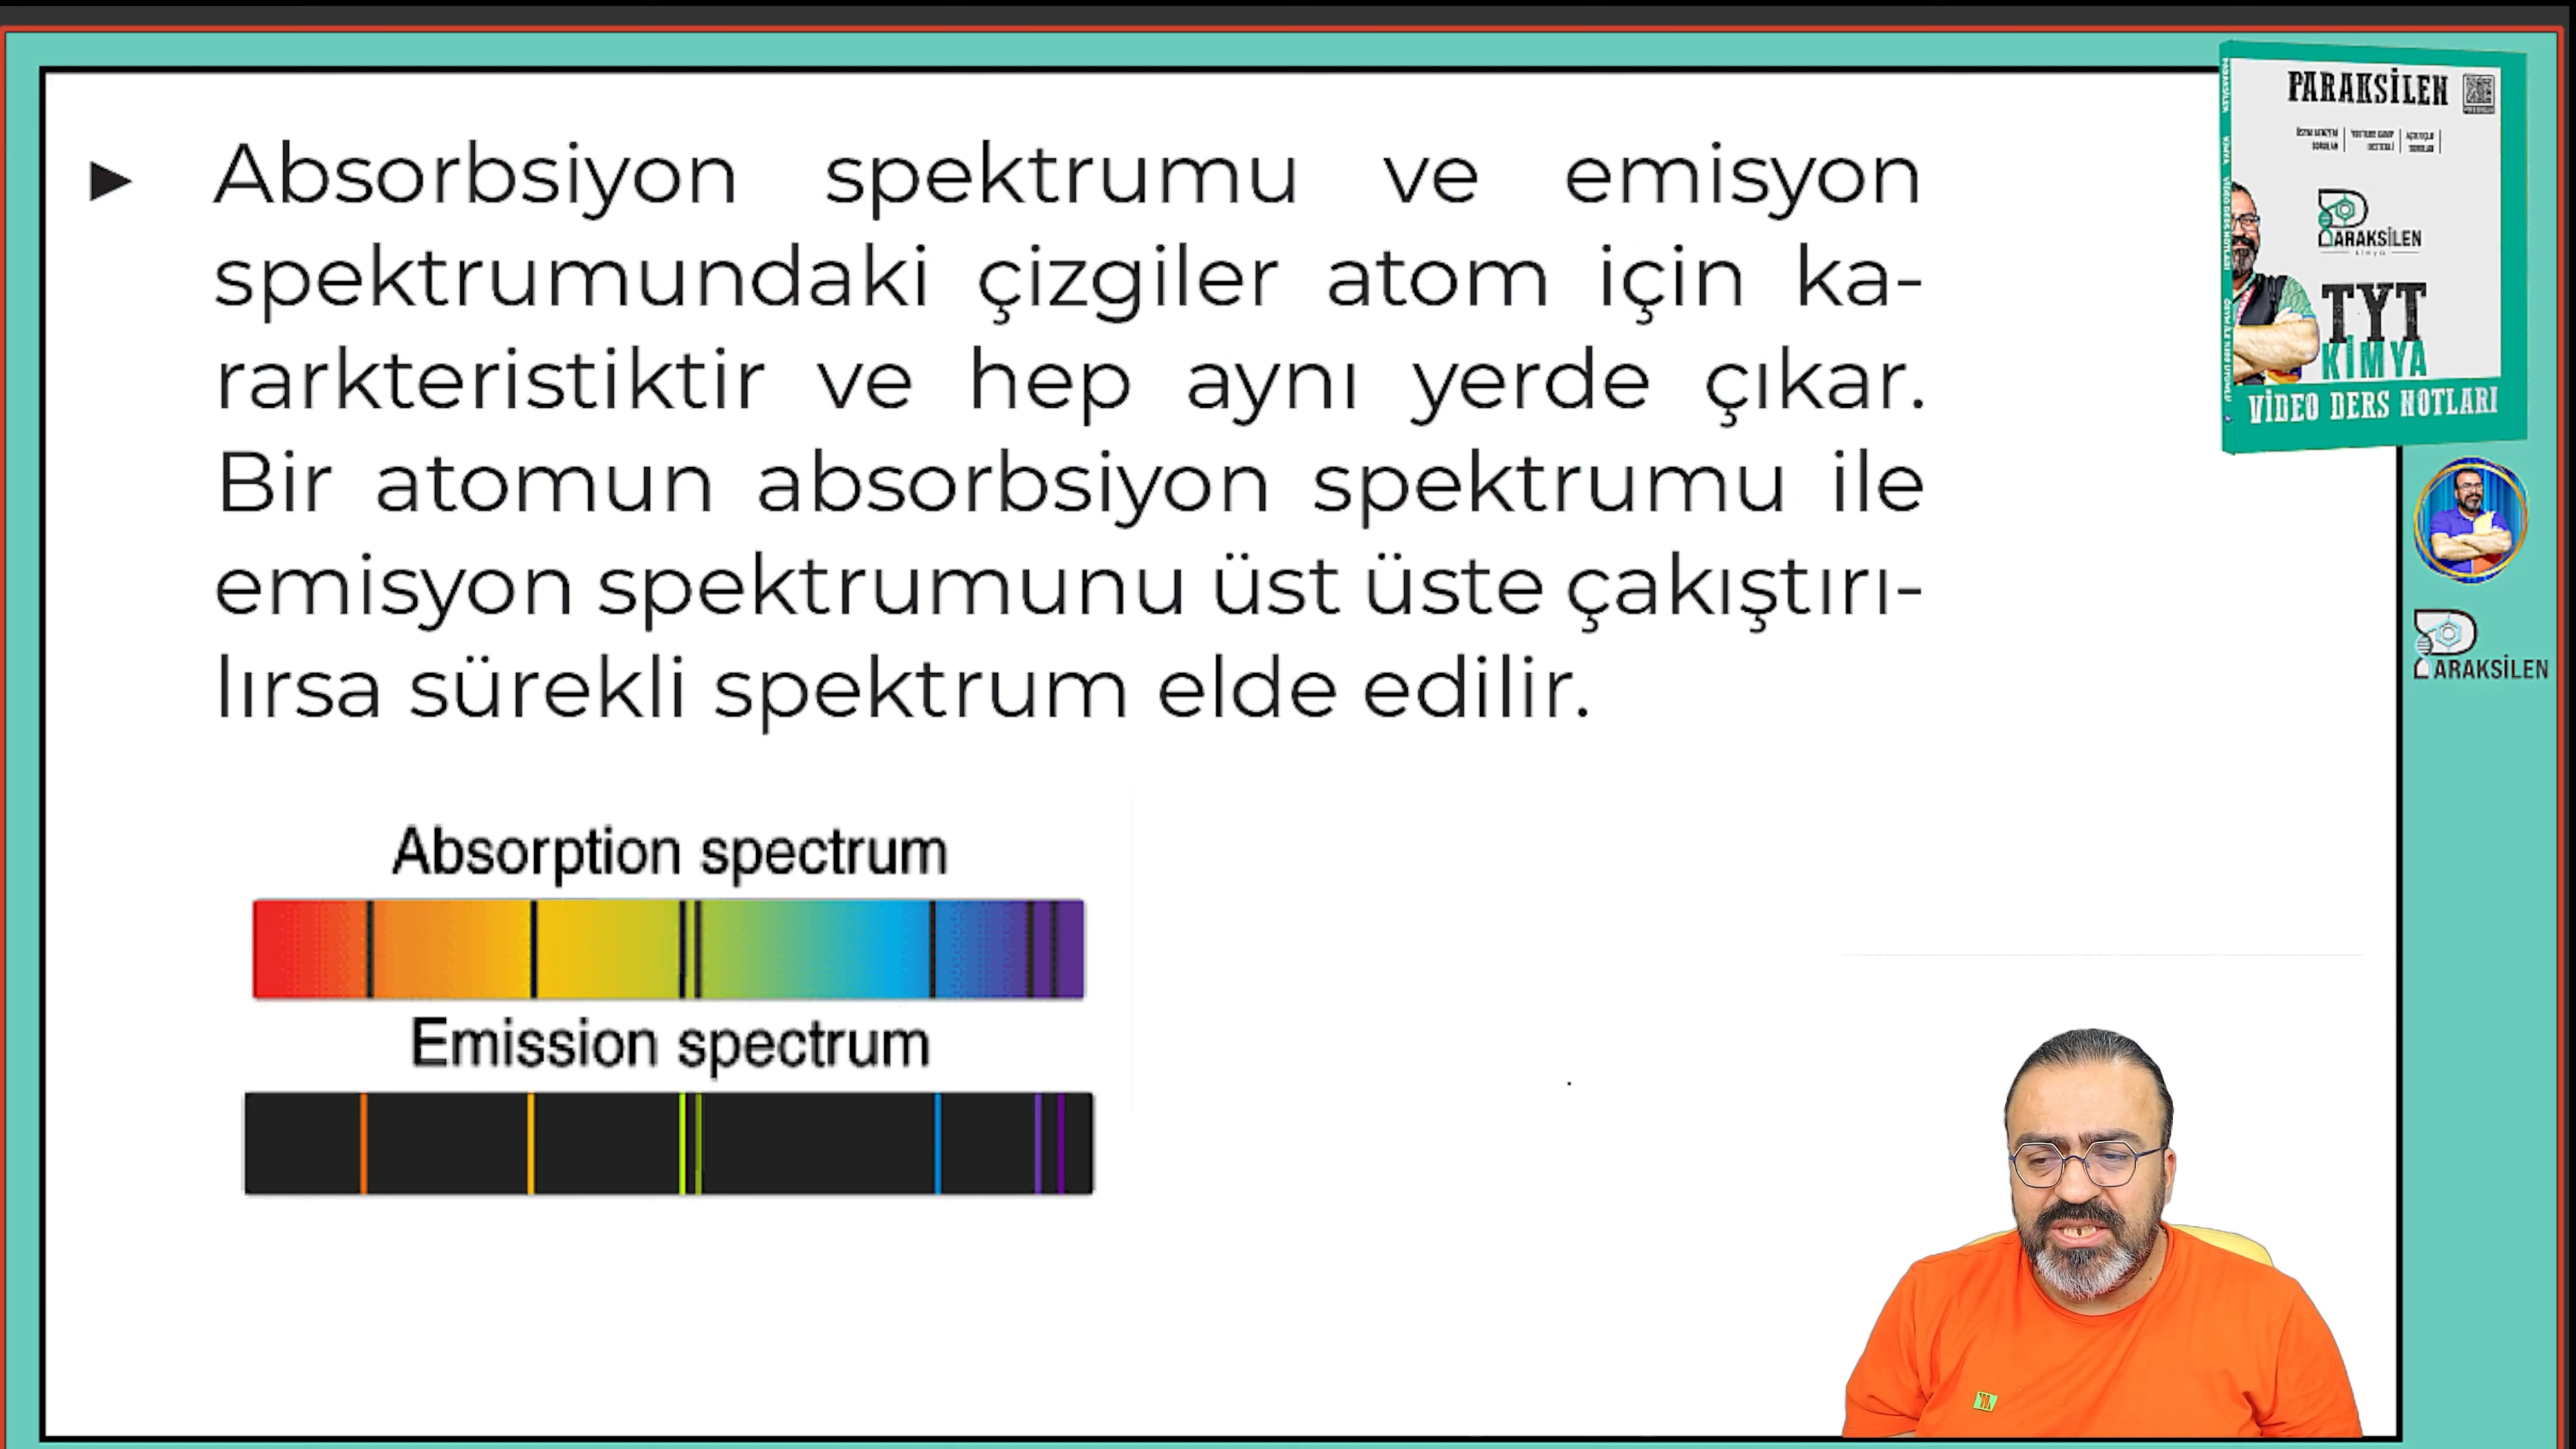 Absorbsiyon spektrumu ve emisyon
spektrumundaki çizgiler atom için ka-
rarkteristiktir ve hep aynı yerde çıkar.
Bir atomun absorbsiyon spektrumu ile
emisyon spektrumunu üst üste çakıştırı-
lırsa sürekli spektrum elde edilir.
Absorption spectrum
Emission spectrum
PARAKSİLEN
ARAKSİLEN
kimya
TYT
KİMYA
VİDEO DERS NOTLARI
ARAKSİLEN